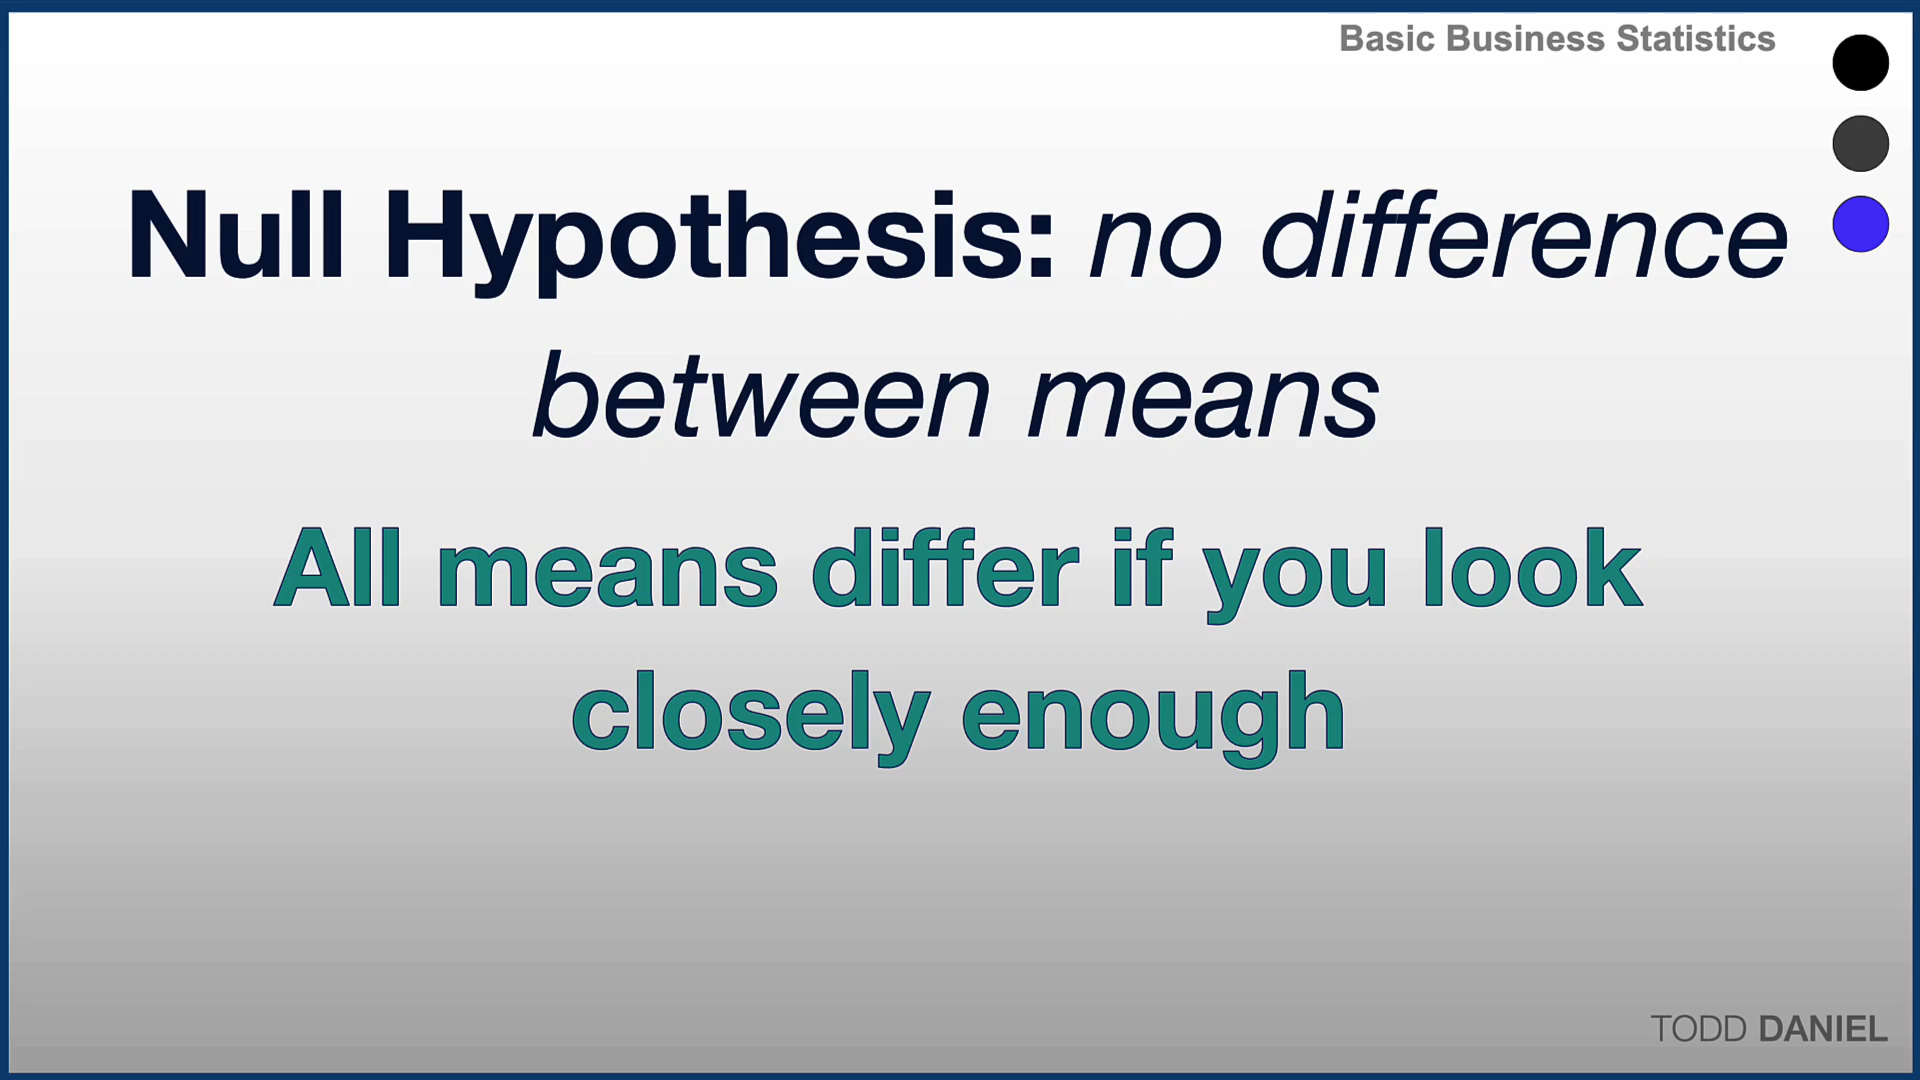 Basic Business Statistics
Null Hypothesis: no difference
between means
All means differ if you look
closely enough
TODD DANIEL